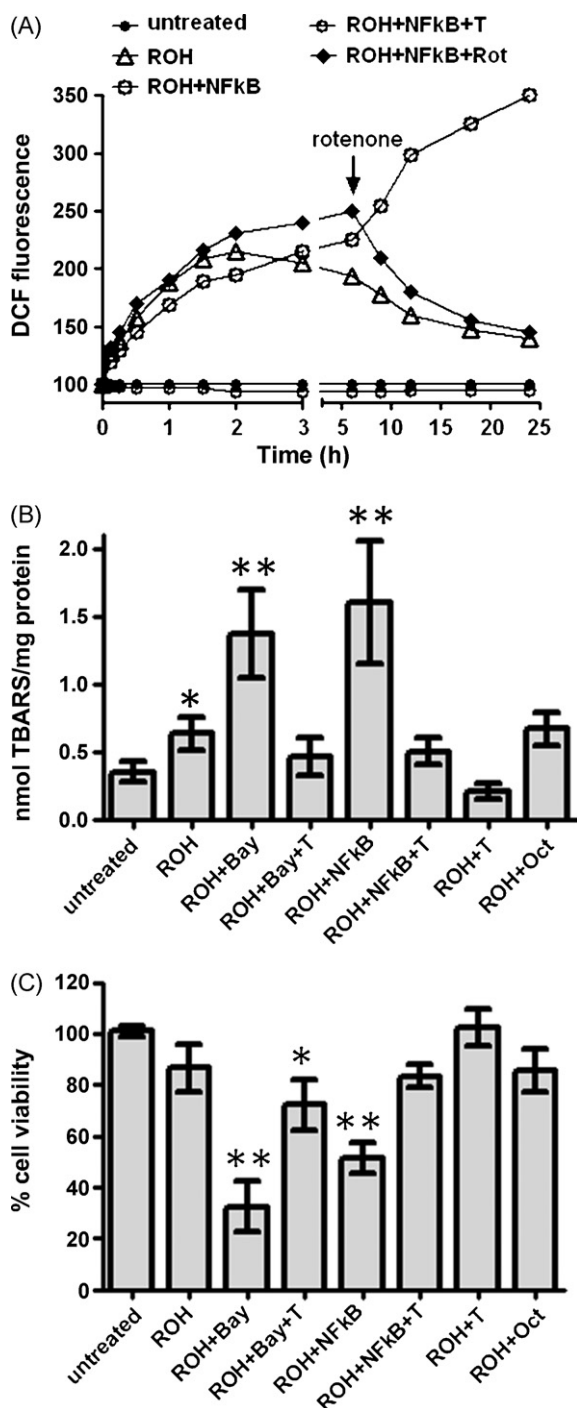 (A)
untreated
ROH
ROH+NFkB
ROH+NFkB+T
ROH+NFkB+Rot
350
300
250
200
150
100
DCF fluorescence
rotenone
0 1 2 3 5 10 15 20 25
Time (h)
(B)
2.0
1.5
1.0
0.5
0.0
nmol TBARS/mg protein
*
**
**
untreated
ROH
ROH+Bay
ROH+Bay+T
ROH+NFkB
ROH+NFkB+T
ROH+T
ROH+Oct
(C)
120
100
80
60
40
20
0
% cell viability
**
*
**
untreated
ROH
ROH+Bay
ROH+Bay+T
ROH+NFkB
ROH+NFkB+T
ROH+T
ROH+Oct